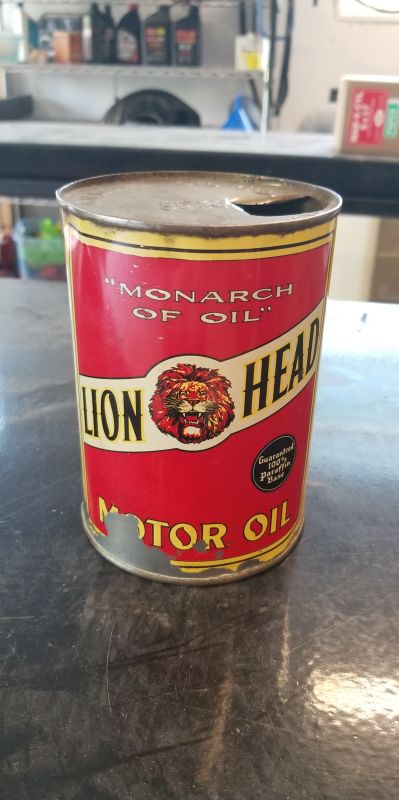 "MONARCH
OF OIL"
LION HEAD
Guaranteed
100%
Paraffin
Base
MOTOR OIL